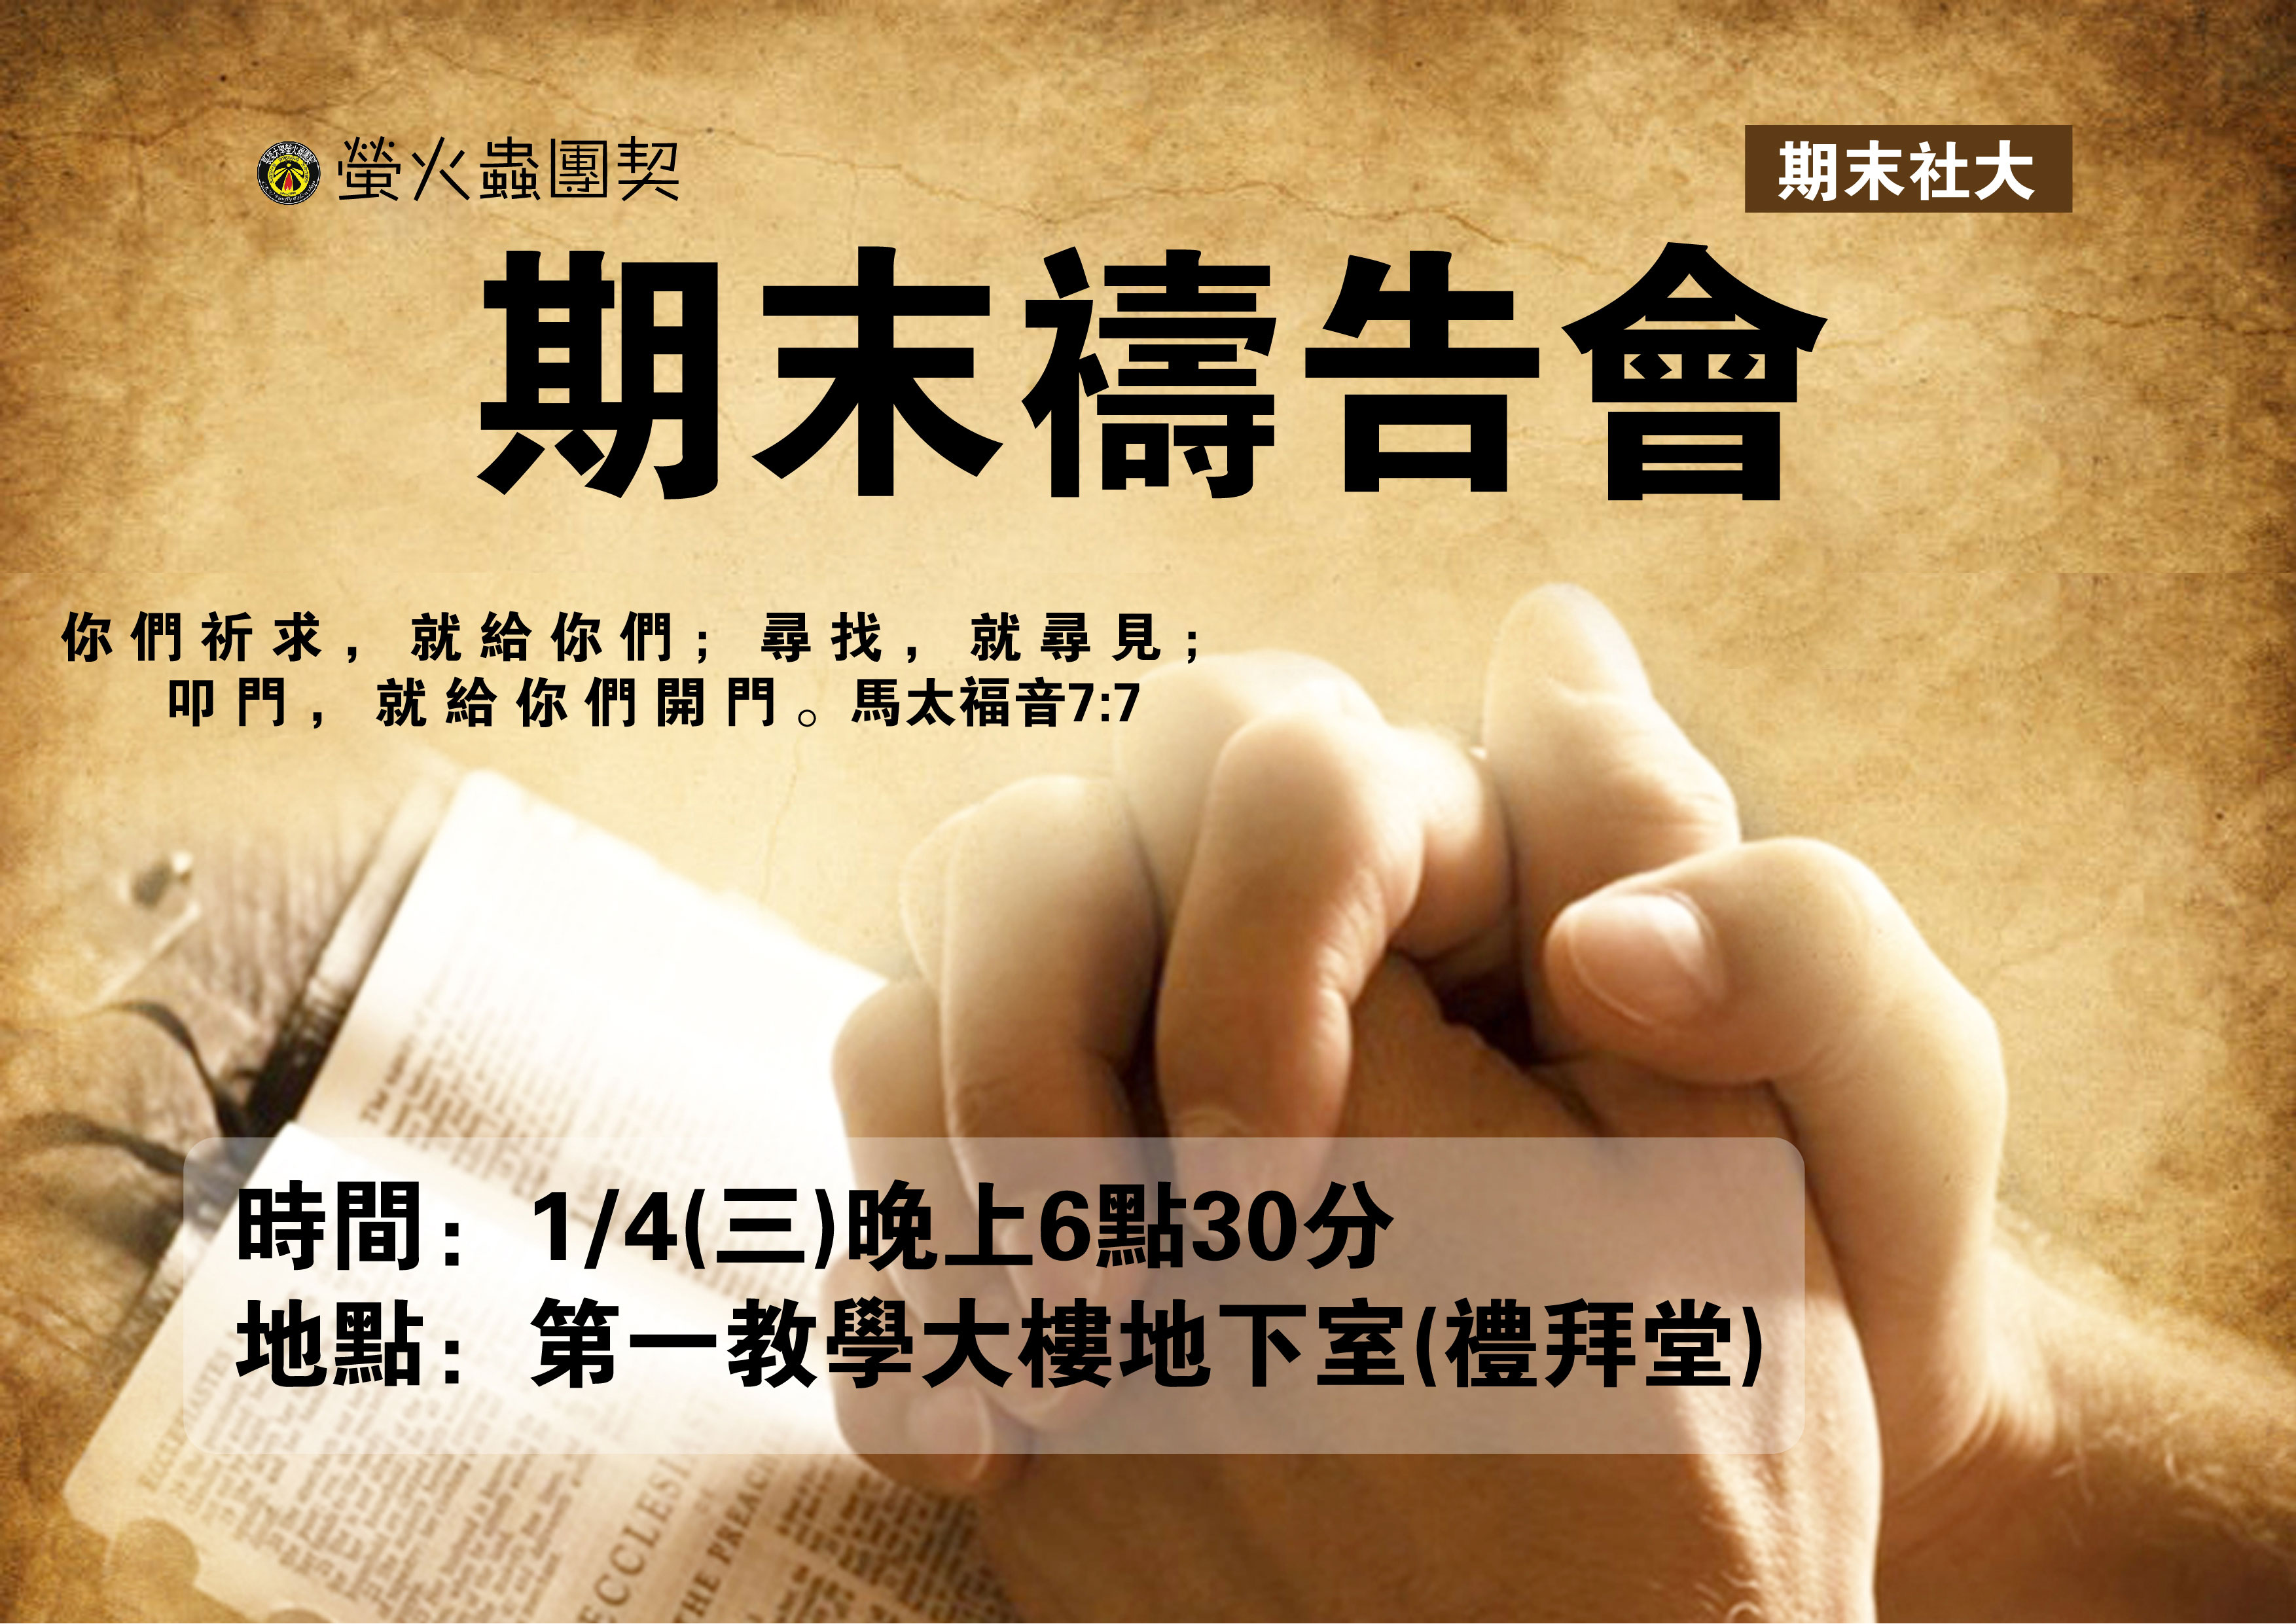 螢火蟲團契
期末社大
期末禱告會
你們祈求，就給你們；尋找，就尋見；
叩門，就給你們開門。馬太福音7:7
時間：1/4(三)晚上6點30分
地點：第一教學大樓地下室(禮拜堂)
ECCLESI
THE PREACH